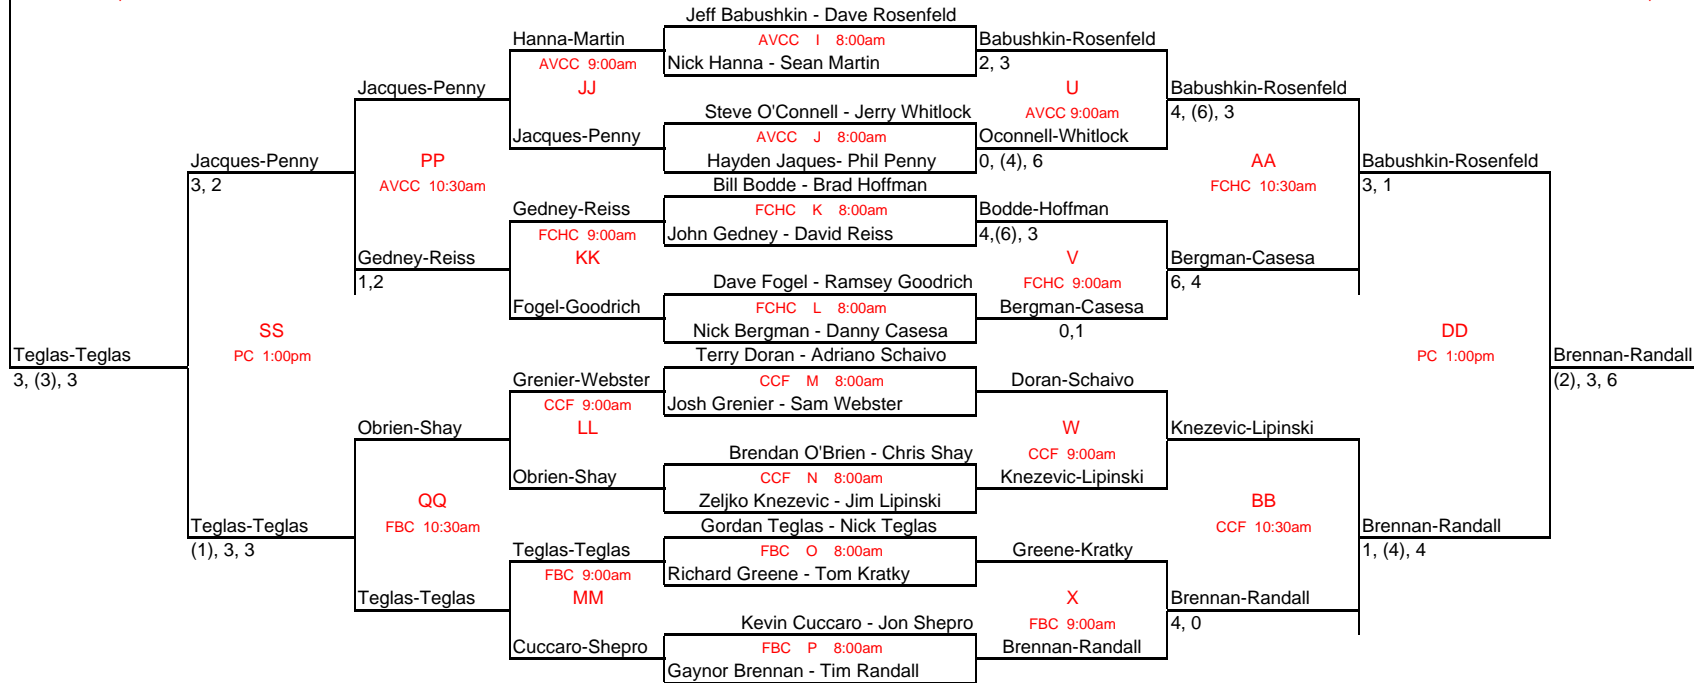 Jeff Babushkin - Dave Rosenfeld
Hanna-Martin
AVCC I 8:00am
Babushkin-Rosenfeld
AVCC 9:00am
Nick Hanna - Sean Martin
2, 3
Jacques-Penny
JJ
U
Babushkin-Rosenfeld
Steve O'Connell - Jerry Whitlock
AVCC 9:00am
4, (6), 3
Jacques-Penny
AVCC J 8:00am
Oconnell-Whitlock
Jacques-Penny
PP
Hayden Jaques- Phil Penny
0, (4), 6
AA
Babushkin-Rosenfeld
3, 2
AVCC 10:30am
Bill Bodde - Brad Hoffman
FCHC 10:30am
3, 1
Gedney-Reiss
FCHC K 8:00am
Bodde-Hoffman
FCHC 9:00am
John Gedney - David Reiss
4,(6), 3
Gedney-Reiss
KK
V
Bergman-Casesa
1,2
Dave Fogel - Ramsey Goodrich
FCHC 9:00am
6, 4
Fogel-Goodrich
FCHC L 8:00am
Bergman-Casesa
SS
Nick Bergman - Danny Casesa
0,1
DD
Teglas-Teglas
PC 1:00pm
Terry Doran - Adriano Schaivo
PC 1:00pm
Brennan-Randall
3, (3), 3
Grenier-Webster
CCF M 8:00am
Doran-Schaivo
(2), 3, 6
CCF 9:00am
Josh Grenier - Sam Webster
Obrien-Shay
LL
W
Knezevic-Lipinski
Brendan O'Brien - Chris Shay
CCF 9:00am
Obrien-Shay
CCF N 8:00am
Knezevic-Lipinski
QQ
Zeljko Knezevic - Jim Lipinski
BB
Teglas-Teglas
FBC 10:30am
Gordan Teglas - Nick Teglas
CCF 10:30am
Brennan-Randall
(1), 3, 3
Teglas-Teglas
FBC O 8:00am
Greene-Kratky
1, (4), 4
FBC 9:00am
Richard Greene - Tom Kratky
Teglas-Teglas
MM
X
Brennan-Randall
Kevin Cuccaro - Jon Shepro
FBC 9:00am
4, 0
Cuccaro-Shepro
FBC P 8:00am
Brennan-Randall
Gaynor Brennan - Tim Randall